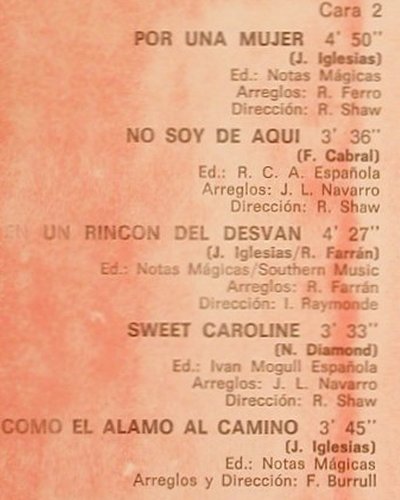 Cara 2
POR UNA MUJER 4' 50''
(J. Iglesias)
Ed.: Notas Mágicas
Arreglos: R. Ferro
Dirección: R. Shaw
NO SOY DE AQUI 3' 36''
(F. Cabral)
Ed.: R. C. A. Española
Arreglos: J. L. Navarro
Dirección: R. Shaw
EN UN RINCON DEL DESVAN 4' 27''
(J. Iglesias/R. Farrán)
Ed.: Notas Mágicas/Southern Music
Arreglos: R. Farrán
Dirección: I. Raymonde
SWEET CAROLINE 3' 33''
(N. Diamond)
Ed.: Ivan Mogull Española
Arreglos: J. L. Navarro
Dirección: R. Shaw
COMO EL ALAMO AL CAMINO 3' 45''
(J. Iglesias)
Ed.: Notas Mágicas
Arreglos y Dirección: F. Burrull